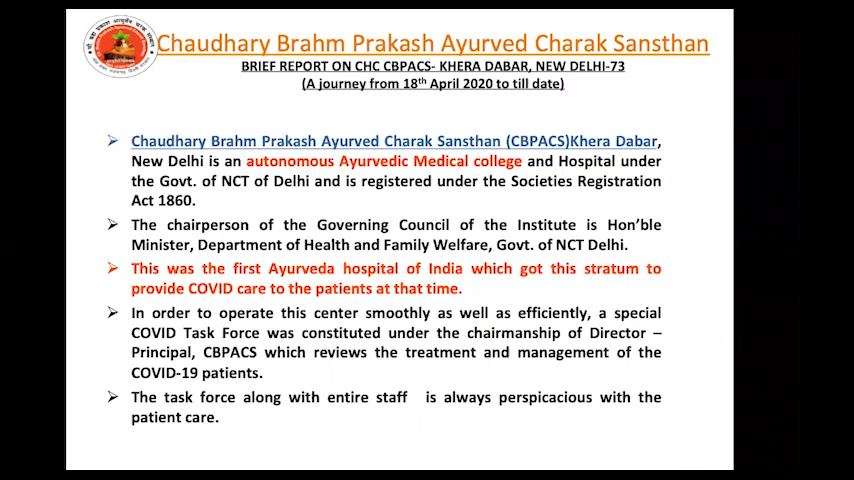 Chaudhary Brahm Prakash Ayurved Charak Sansthan
BRIEF REPORT ON CHC CBPACS- KHERA DABAR, NEW DELHI-73
(A journey from 18th April 2020 to till date)
➢ Chaudhary Brahm Prakash Ayurved Charak Sansthan (CBPACS)Khera Dabar,
New Delhi is an autonomous Ayurvedic Medical college and Hospital under
the Govt. of NCT of Delhi and is registered under the Societies Registration
Act 1860.
➢ The chairperson of the Governing Council of the Institute is Hon’ble
Minister, Department of Health and Family Welfare, Govt. of NCT Delhi.
➢ This was the first Ayurveda hospital of India which got this stratum to
provide COVID care to the patients at that time.
➢ In order to operate this center smoothly as well as efficiently, a special
COVID Task Force was constituted under the chairmanship of Director –
Principal, CBPACS which reviews the treatment and management of the
COVID-19 patients.
➢ The task force along with entire staff is always perspicacious with the
patient care.